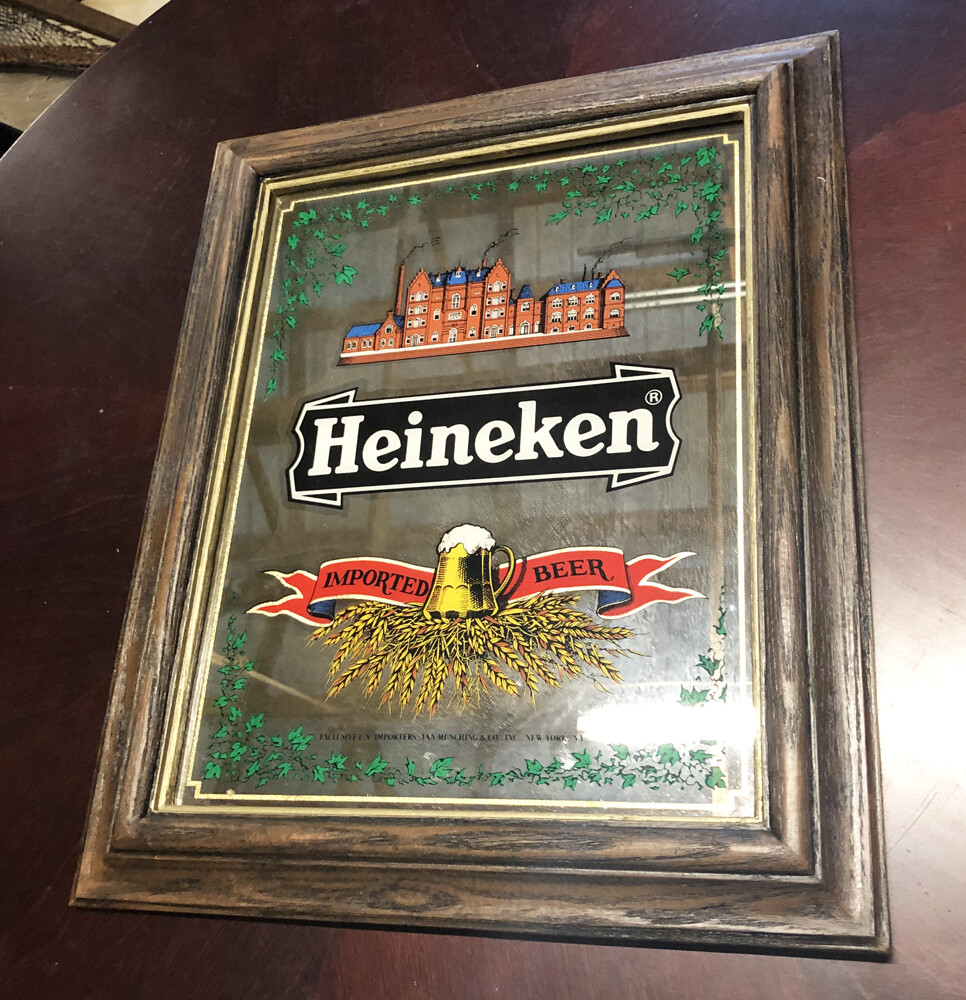 Heineken®
IMPORTED BEER
EXCLUSIVE U.S. IMPORTERS: VAN MUNCHING & CO., INC., NEW YORK, N.Y.